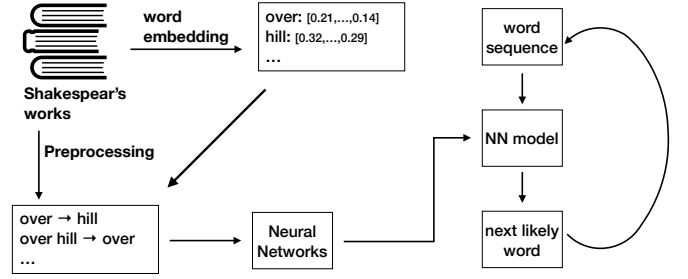 word
embedding
over: [0.21,...,0.14]
hill: [0.32,...,0.29]
...
Shakespear's
works
Preprocessing
over → hill
over hill → over
...
Neural
Networks
word
sequence
NN model
next likely
word